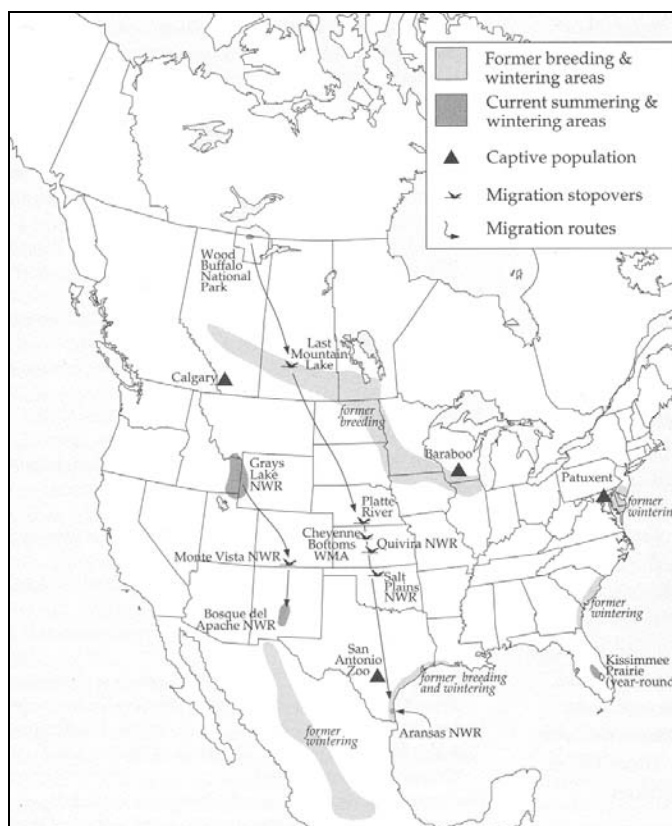 Former breeding &
wintering areas
Current summering &
wintering areas
Captive population
Migration stopovers
Migration routes
Wood
Buffalo
National
Park
Last
Mountain
Lake
Calgary
former
breeding
Baraboo
Grays
Lake
NWR
Patuxent
former
wintering
Platte
River
Cheyenne
Bottoms
WMA
Quivira NWR
Monte Vista NWR
Salt
Plains
NWR
Bosque del
Apache NWR
former
wintering
San
Antonio
Zoo
former breeding
and wintering
Kissimmee
Prairie
(year-round)
Aransas NWR
former
wintering